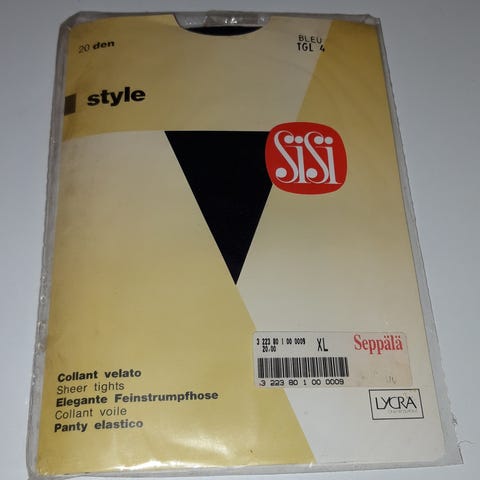 20 den
BLEU
TGL 4
style
SiSi
3 223 80 1 00 0009
20.00
XL
Seppälä
3 223 80 1 00 0009
Collant velato
Sheer tights
Elegante Feinstrumpfhose
Collant voile
Panty elastico
LYCRA